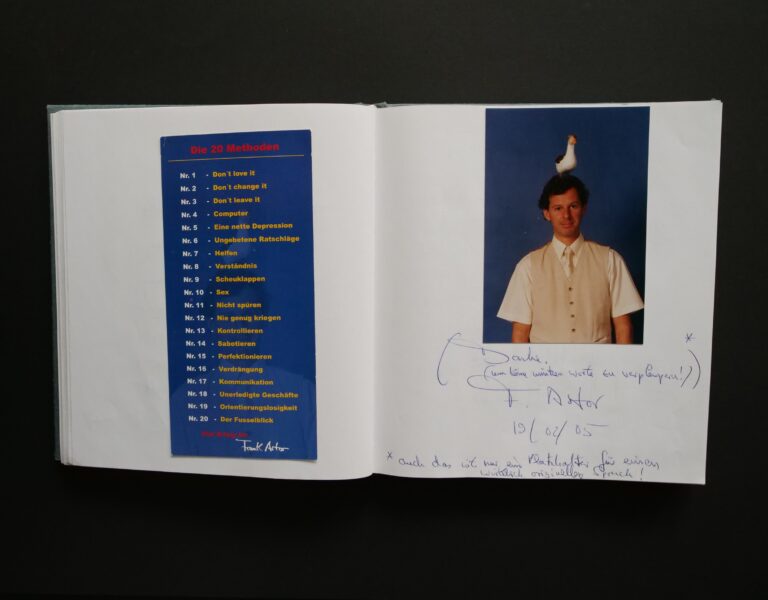 Die 20 Methoden
Nr. 1 - Don´t love it
Nr. 2 - Don´t change it
Nr. 3 - Don´t leave it
Nr. 4 - Computer
Nr. 5 - Eine nette Depression
Nr. 6 - Ungebetene Ratschläge
Nr. 7 - Helfen
Nr. 8 - Verständnis
Nr. 9 - Scheuklappen
Nr. 10 - Sex
Nr. 11 - Nicht spüren
Nr. 12 - Nie genug kriegen
Nr. 13 - Kontrollieren
Nr. 14 - Sabotieren
Nr. 15 - Perfektionieren
Nr. 16 - Verdrängung
Nr. 17 - Kommunikation
Nr. 18 - Unerledigte Geschäfte
Nr. 19 - Orientierungslosigkeit
Nr. 20 - Der Fusselblick
Frank Astor
*
( Danke,
(um keine weiteren Worte zu verplempern!))
F. Astor
19/02/05
* auch das ist nur ein Platzhalter für einen
wirklich originellen Spruch!